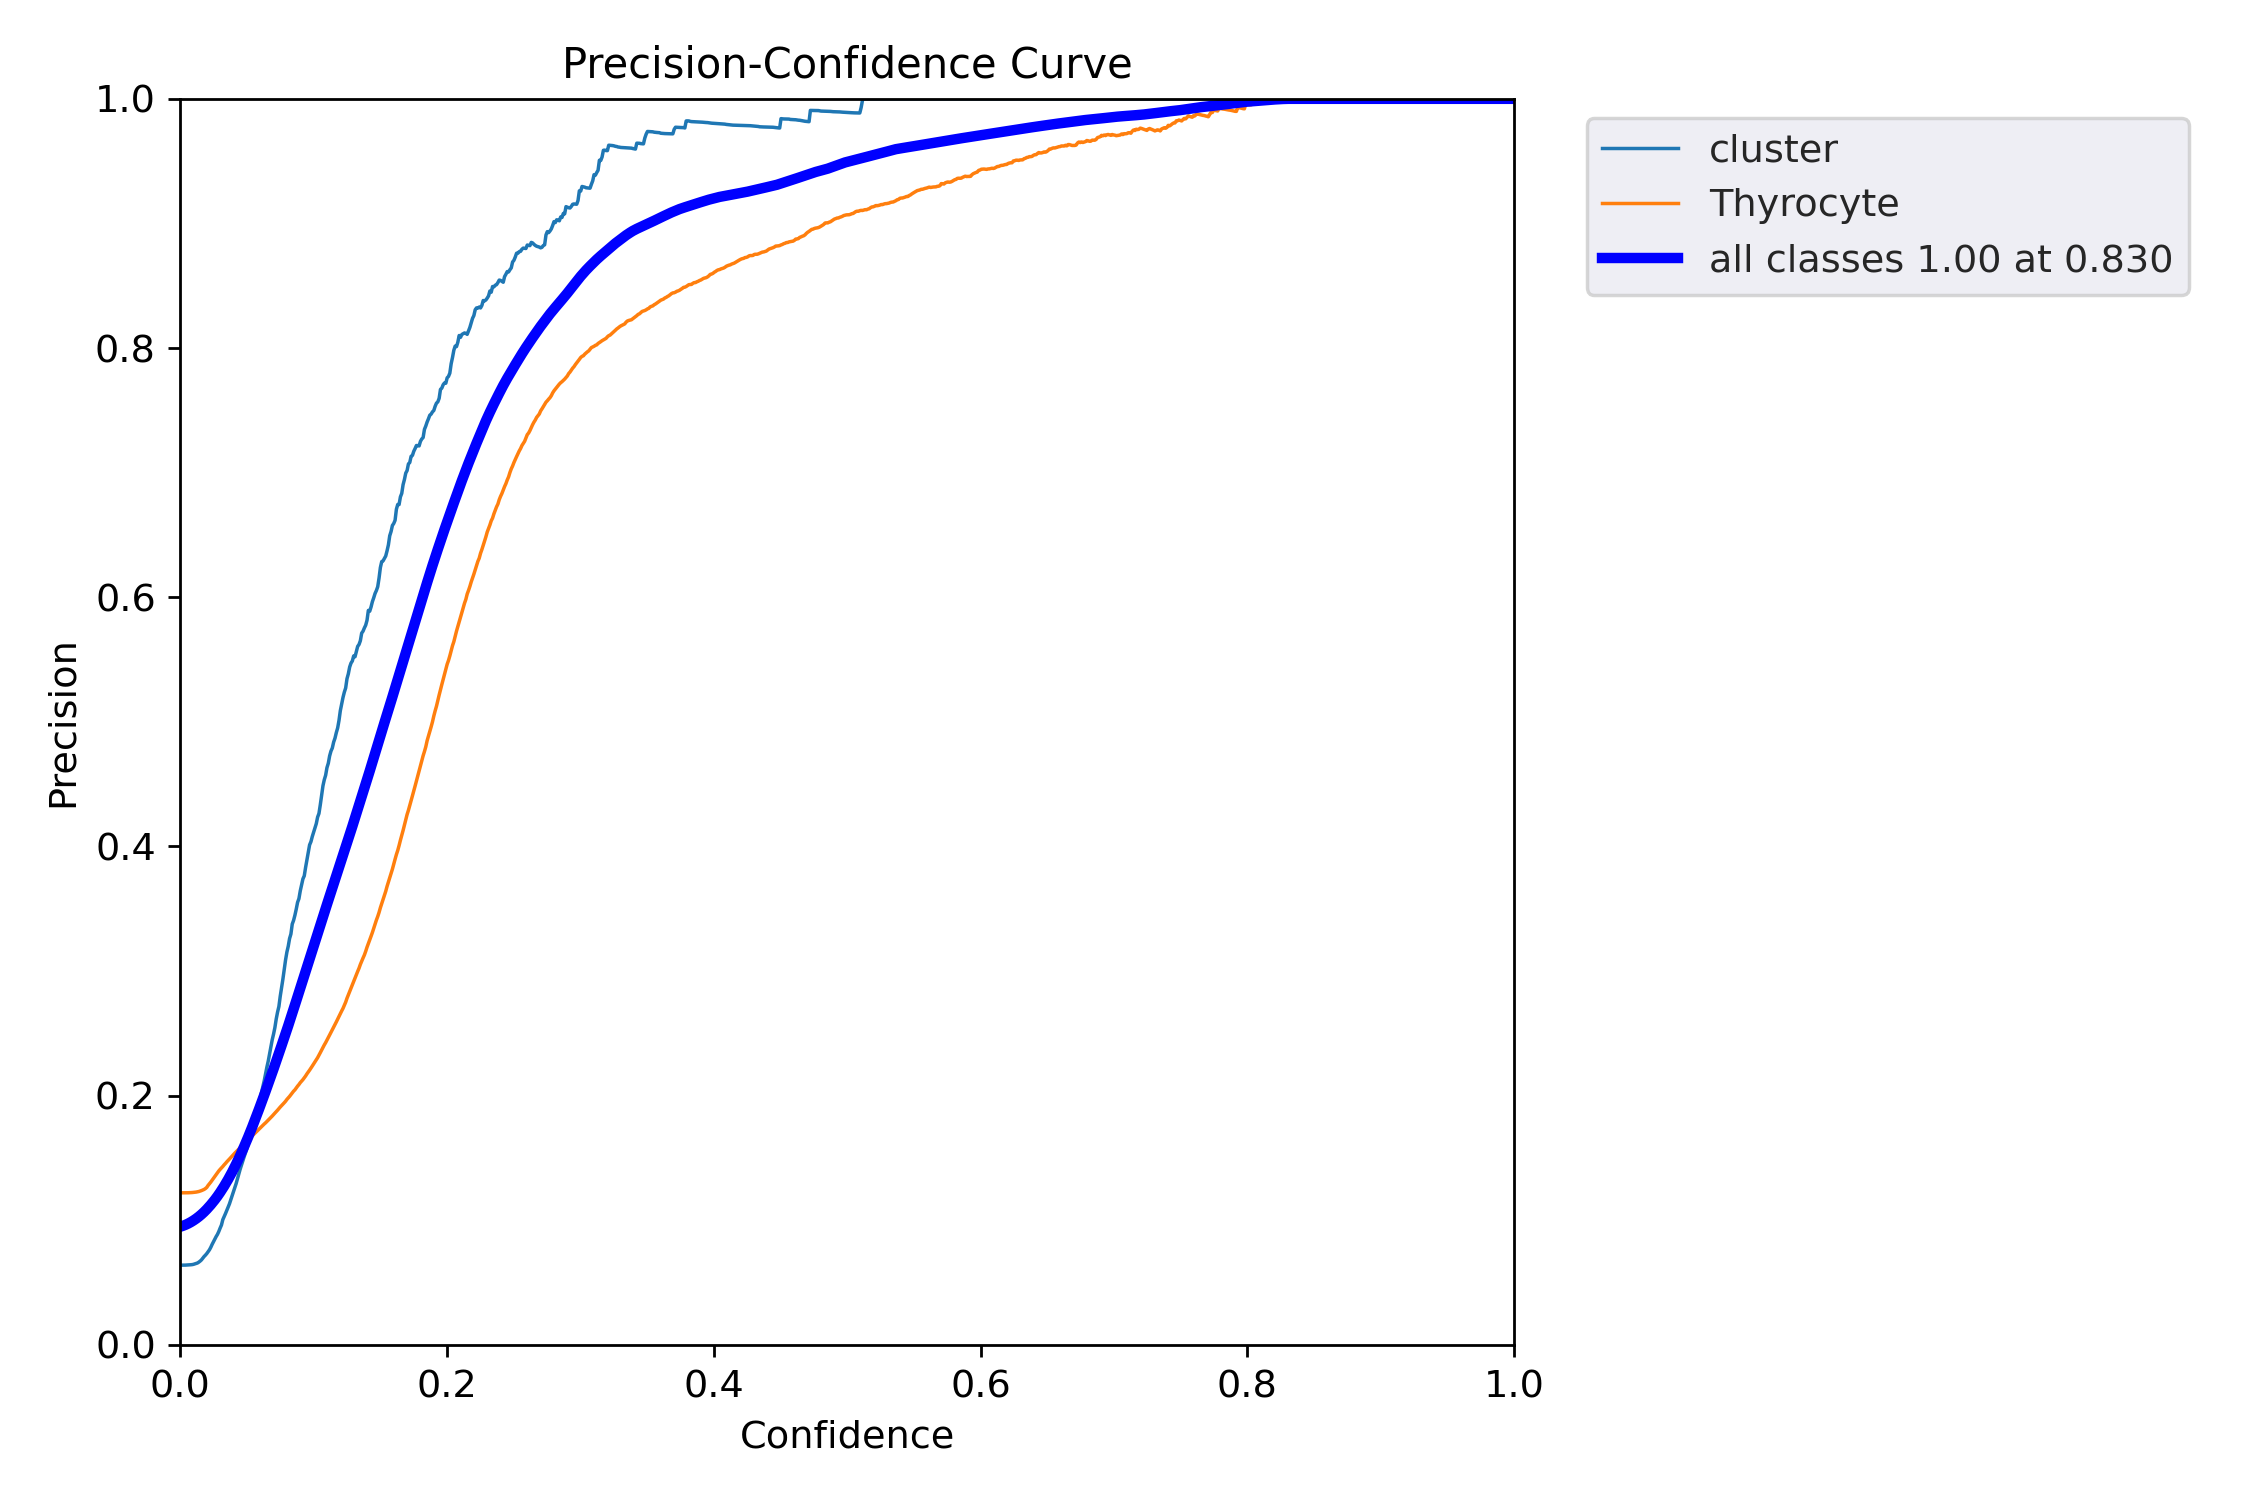 Precision-Confidence Curve
1.0
0.8
0.6
0.4
0.2
0.0
Precision
0.0 0.2 0.4 0.6 0.8 1.0
Confidence
cluster
Thyrocyte
all classes 1.00 at 0.830